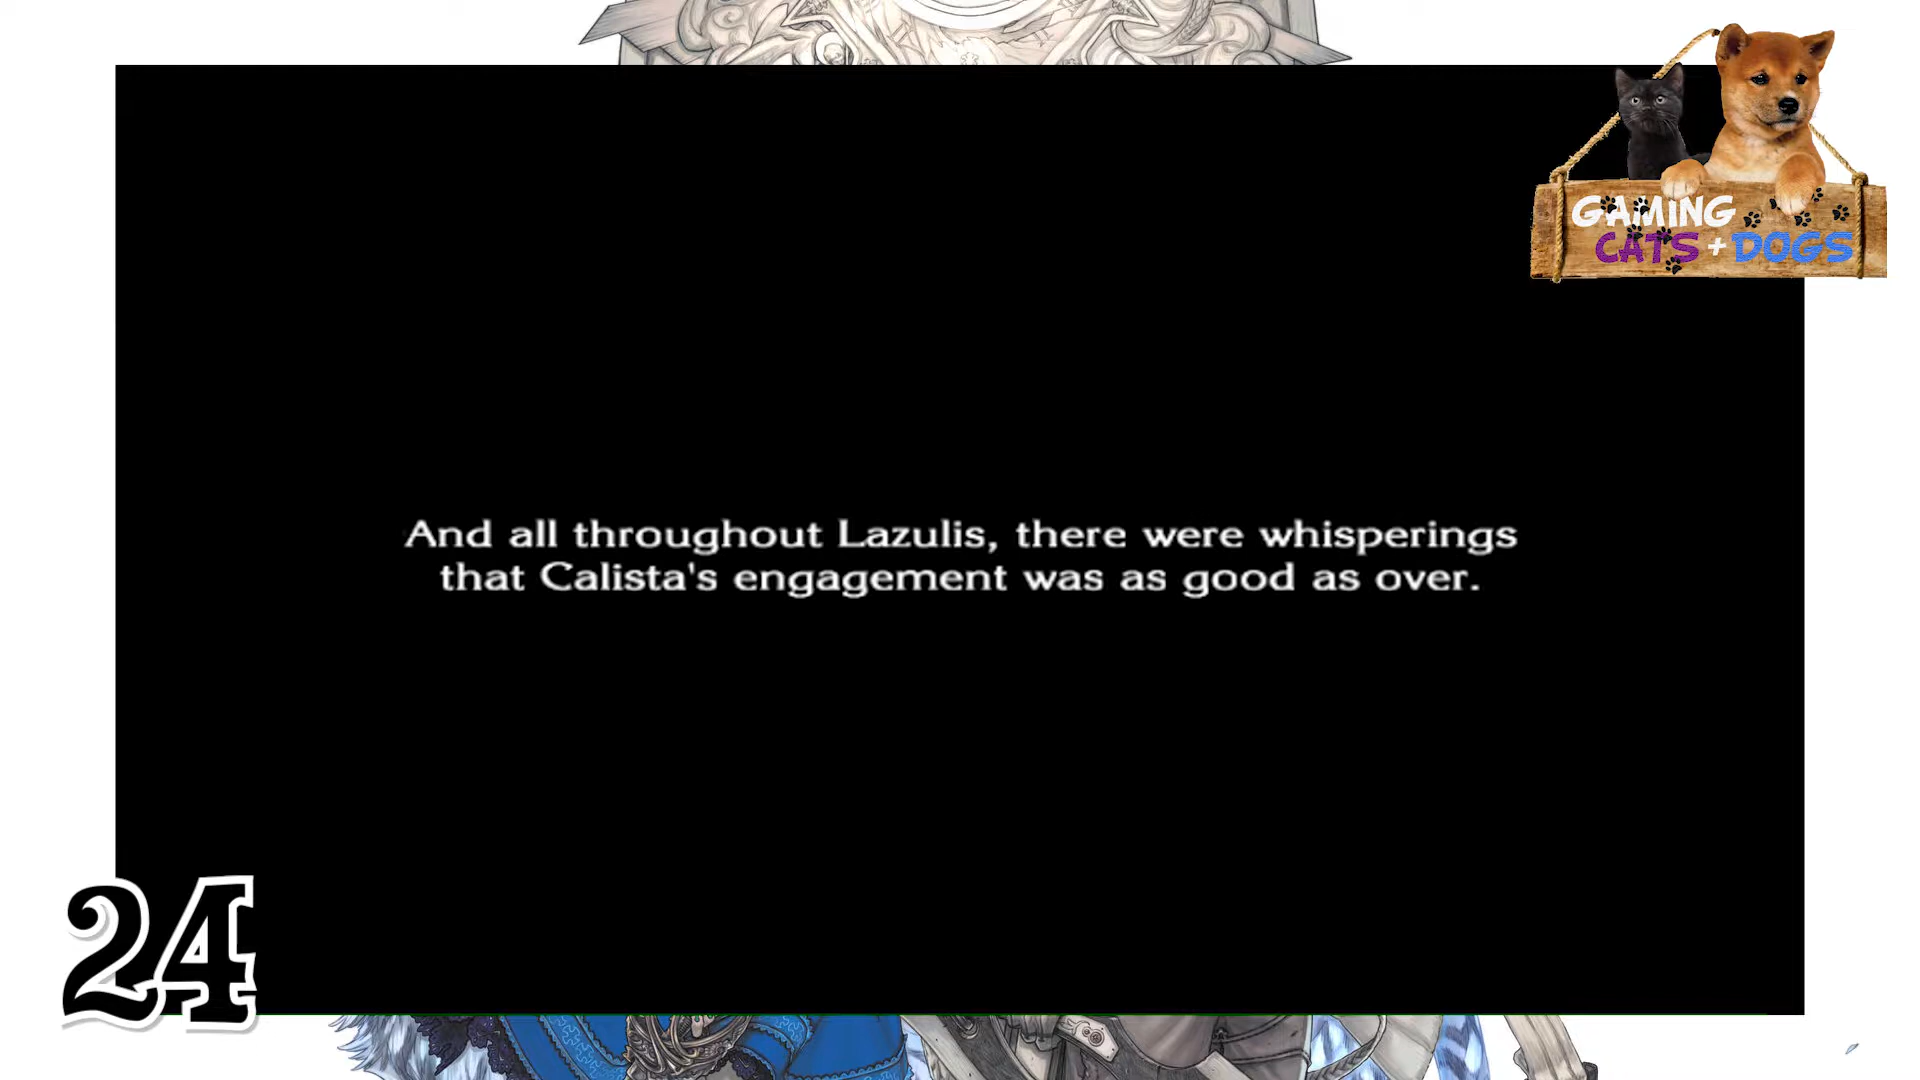 GAMING
CATS + DOGS
And all throughout Lazulis, there were whisperings
that Calista's engagement was as good as over.
24